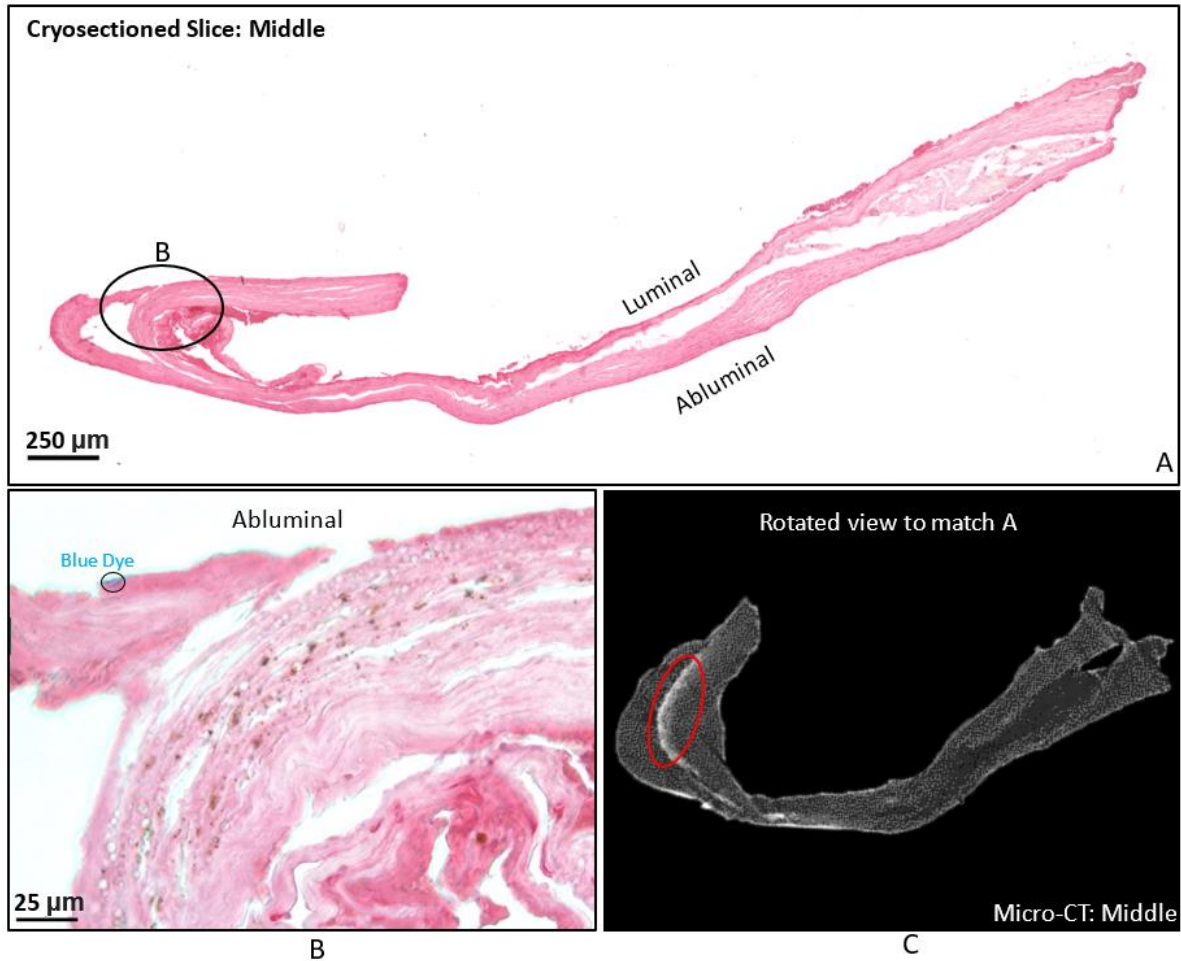 Cryosectioned Slice: Middle
B
Luminal
Abluminal
250 µm
A
Abluminal
Blue Dye
25 µm
B
Rotated view to match A
Micro-CT: Middle
C